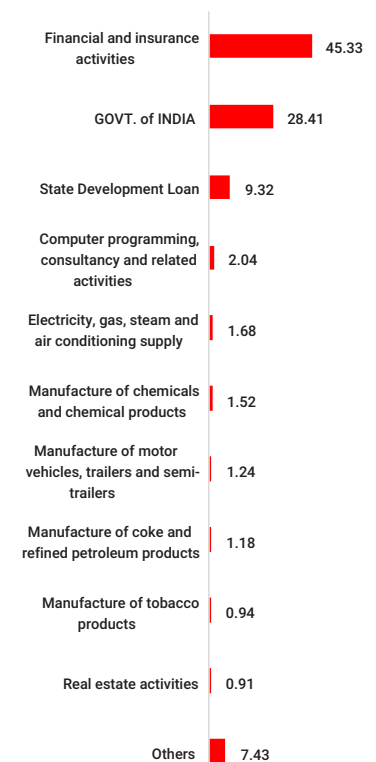 Financial and insurance
activities
45.33
GOVT. of INDIA
28.41
State Development Loan
9.32
Computer programming,
consultancy and related
activities
2.04
Electricity, gas, steam and
air conditioning supply
1.68
Manufacture of chemicals
and chemical products
1.52
Manufacture of motor
vehicles, trailers and semi-
trailers
1.24
Manufacture of coke and
refined petroleum products
1.18
Manufacture of tobacco
products
0.94
Real estate activities
0.91
Others
7.43